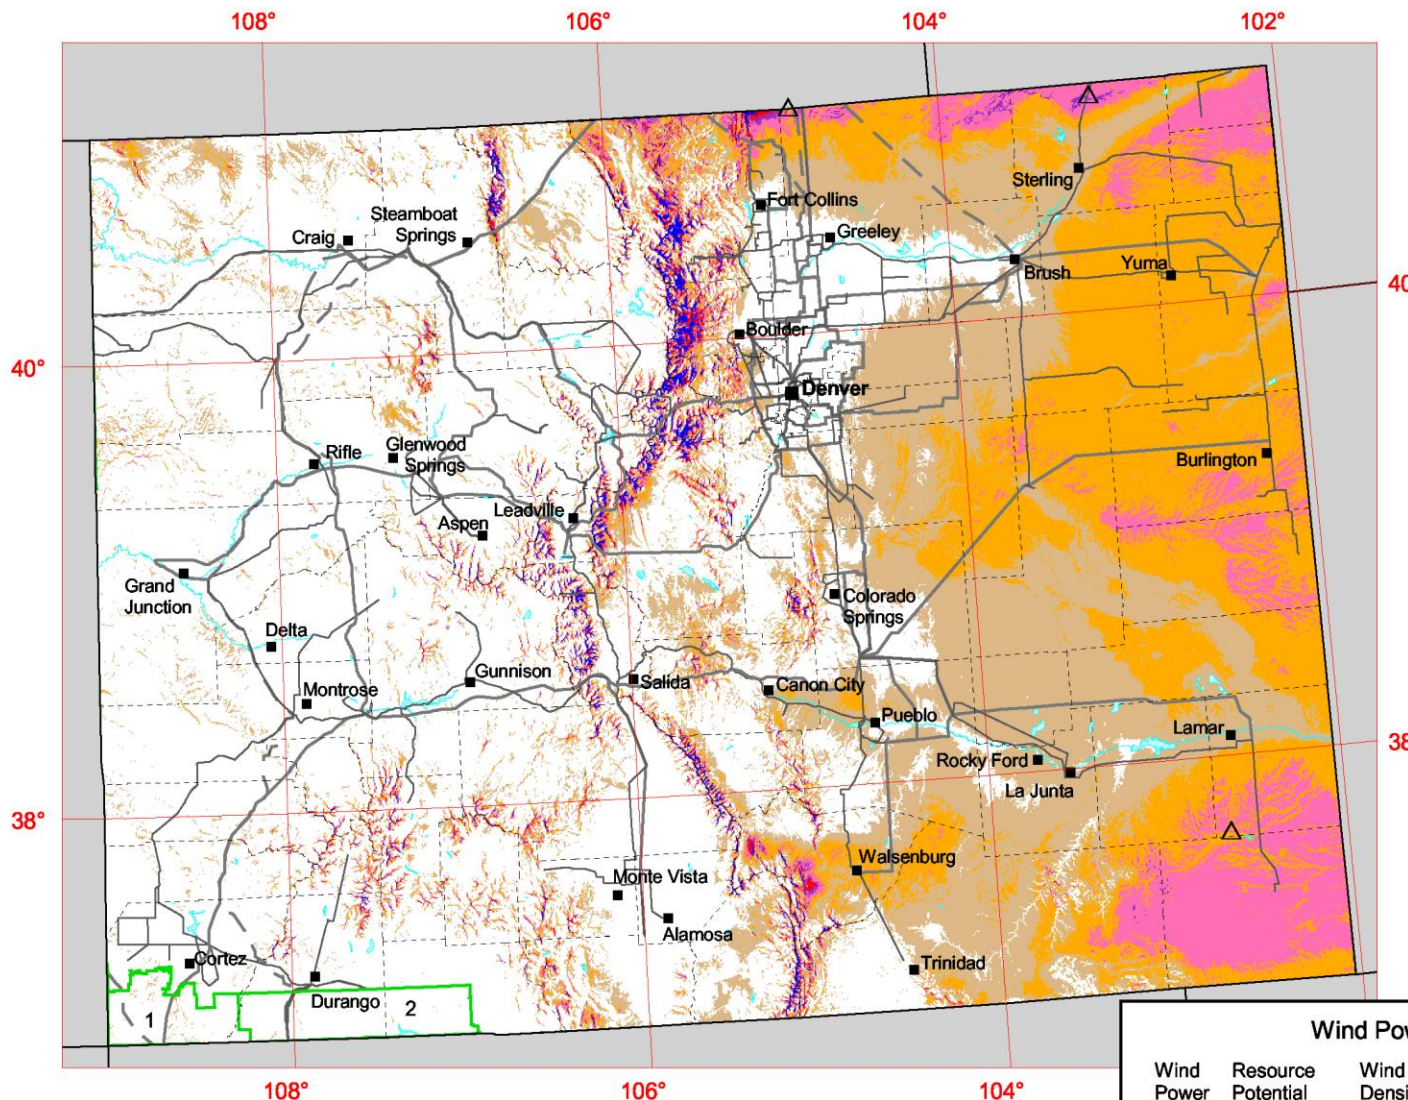 108°
106°
104°
102°
Sterling
Fort Collins
Steamboat
Springs
Craig
Greeley
Brush
Yuma
40
Boulder
40°
Denver
Rifle
Glenwood
Springs
Burlington
Leadville
Aspen
Grand
Junction
Colorado
Springs
Delta
Gunnison
Salida
Canon City
Montrose
Pueblo
Lamar
38
Rocky Ford
La Junta
38°
Walsenburg
Monte Vista
Alamosa
Cortez
Trinidad
Durango
1
2
Wind Pow
Wind Resource Wind
Power Potential Densi
108°
106°
104°